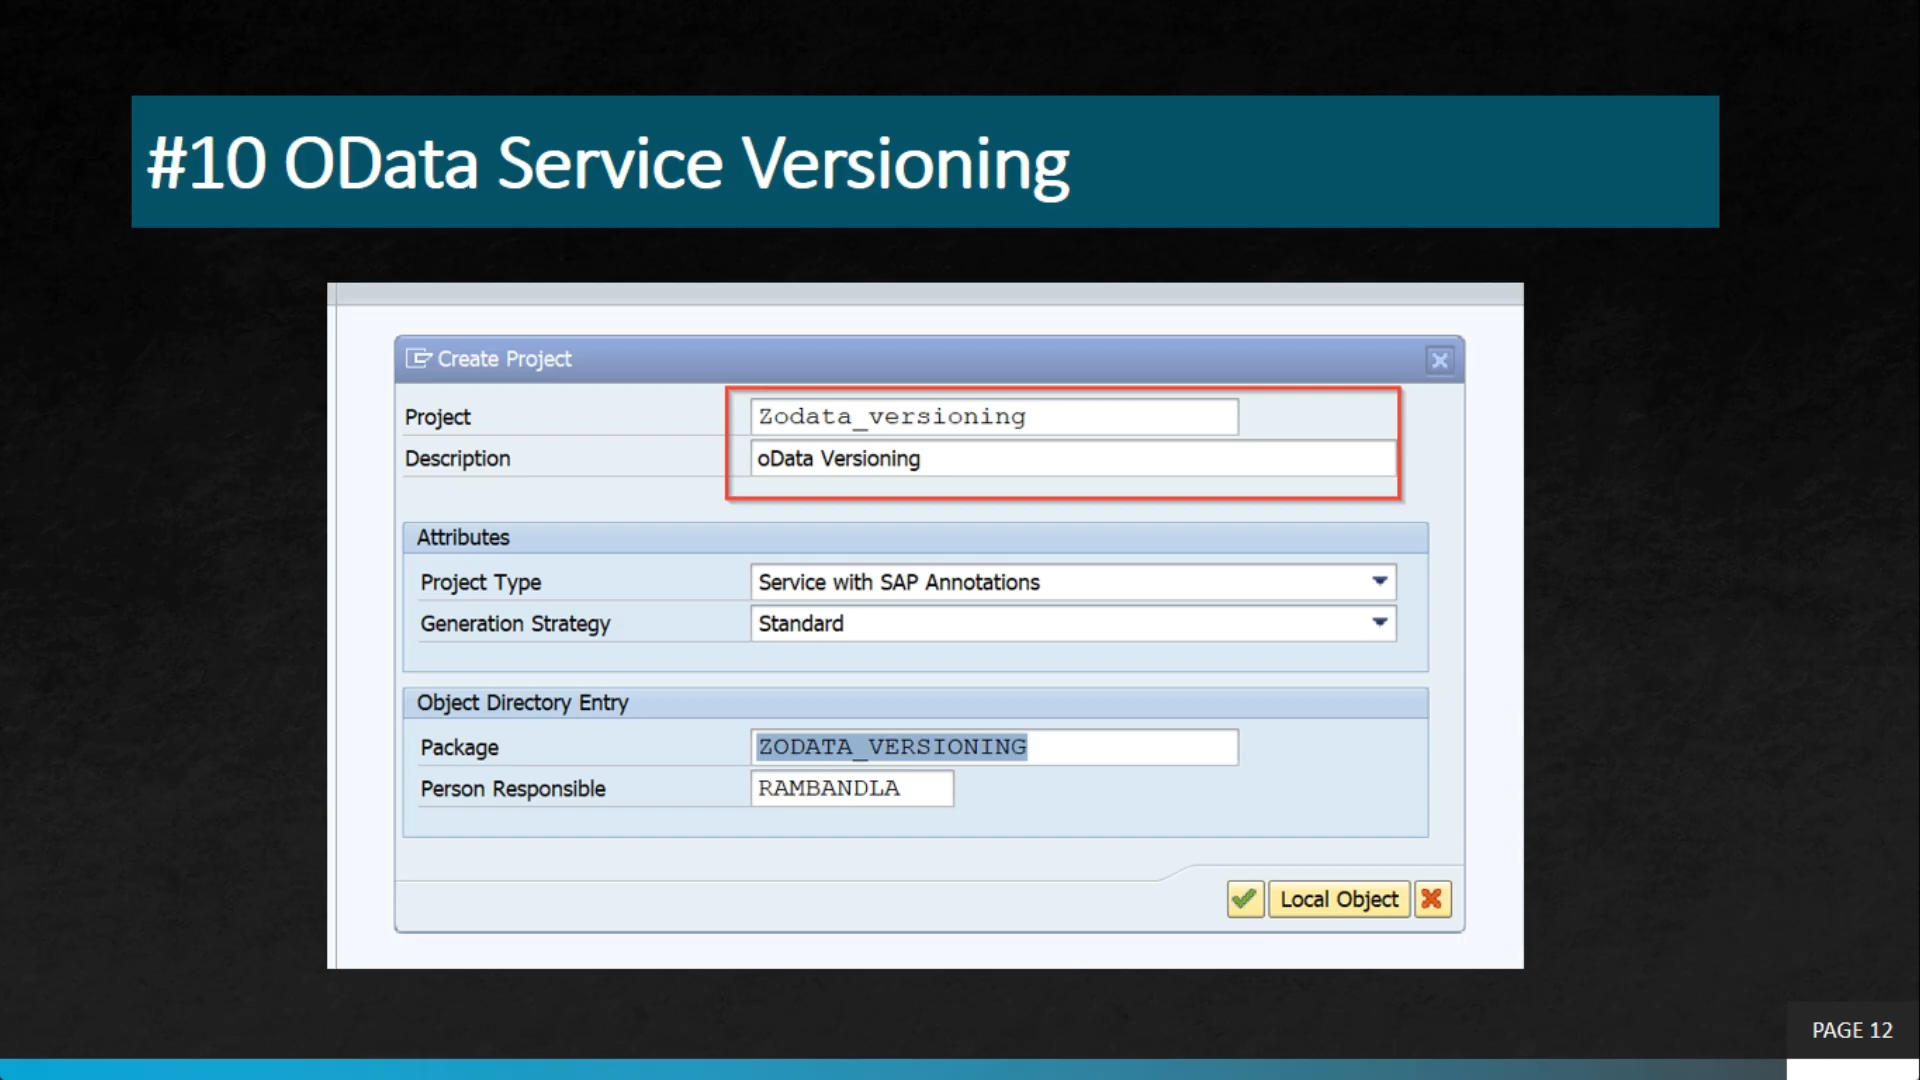 #10 OData Service Versioning
Create Project
Project Zodata_versioning
Description oData Versioning
Attributes
Project Type Service with SAP Annotations
Generation Strategy Standard
Object Directory Entry
Package ZODATA_VERSIONING
Person Responsible RAMBANDLA
Local Object
PAGE 12